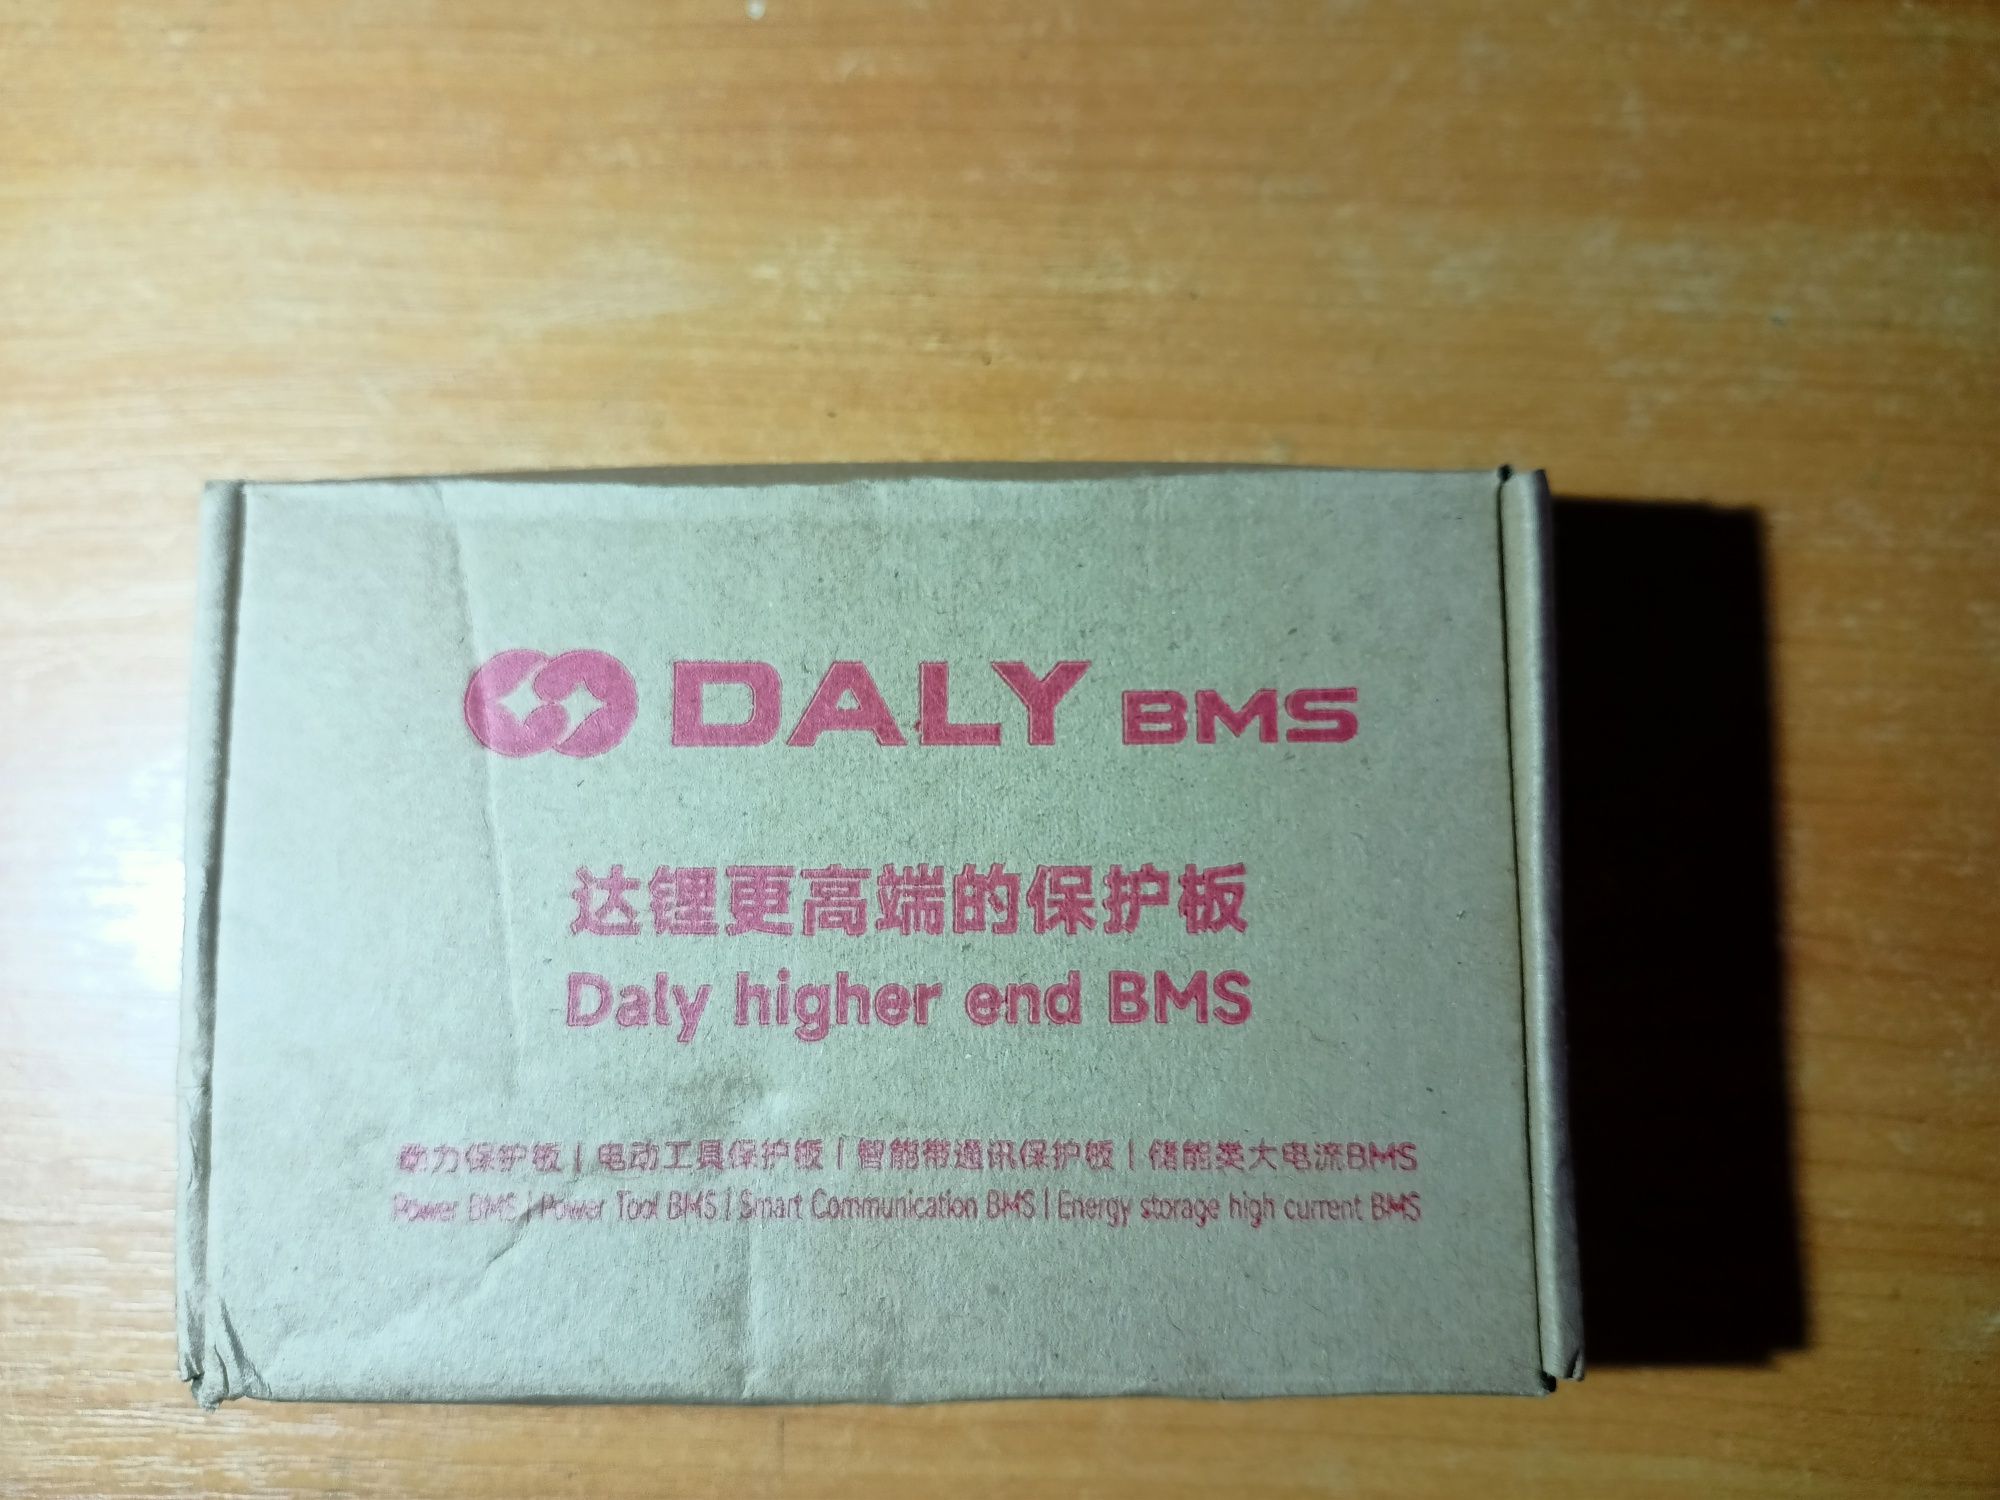 DALY BMS
达锂更高端的保护板
Daly higher end BMS
动力保护板 | 电动工具保护板 | 智能带通讯保护板 | 储能类大电流BMS
Power BMS | Power Tool BMS | Smart Communication BMS | Energy storage high current BMS